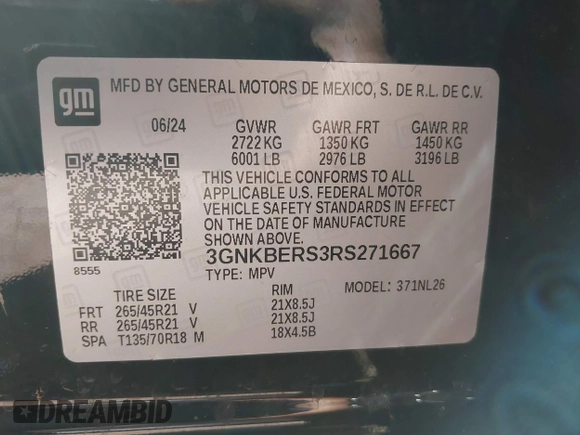 gm
MFD BY GENERAL MOTORS DE MEXICO, S. DE R.L. DE C.V.
06/24 GVWR GAWR FRT GAWR RR
2722 KG 1350 KG 1450 KG
6001 LB 2976 LB 3196 LB
THIS VEHICLE CONFORMS TO ALL
APPLICABLE U.S. FEDERAL MOTOR
VEHICLE SAFETY STANDARDS IN EFFECT
ON THE DATE OF MANUFACTURE
SHOWN ABOVE.
8555 3GNKBERS3RS271667
TYPE: MPV
TIRE SIZE RIM MODEL: 371NL26
FRT 265/45R21 V 21X8.5J
RR 265/45R21 V 21X8.5J
SPA T135/70R18 M 18X4.5B
DREAMBID